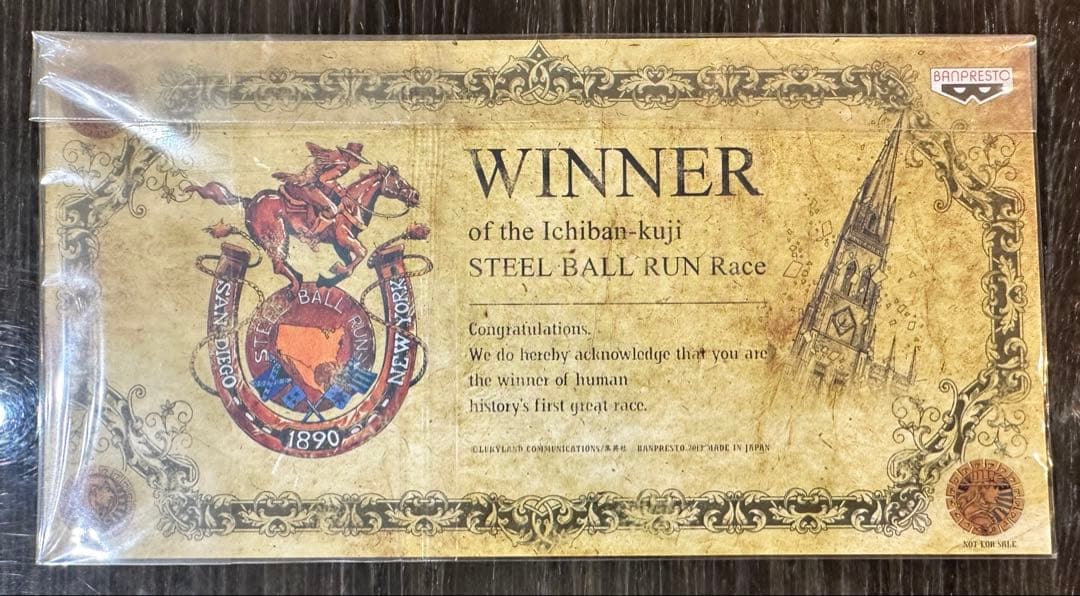 BANPRESTO
WINNER
of the Ichiban-kuji
STEEL BALL RUN Race
Congratulations.
We do hereby acknowledge that you are
the winner of human
history's first great race.
©LUKYLAND COMMUNICATIONS/集英社 BANPRESTO 2013 MADE IN JAPAN
STEEL BALL RUN
SAN DIEGO
NEW YORK
1890
NOT FOR SALE